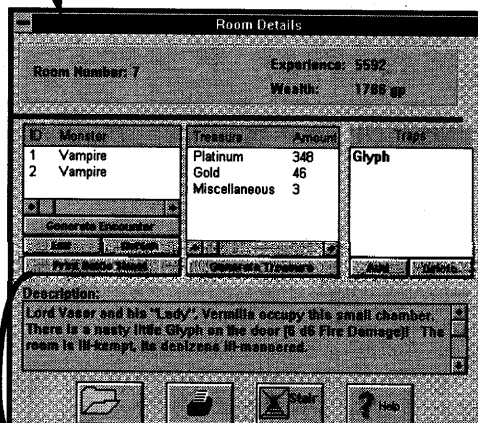 Room Details
Room Number: 7
Experience: 5592
Wealth: 1786 gp
ID Monster
1 Vampire
2 Vampire
Generate Encounter
Edit
Print Battle Sheet
Treasure Amount
Platinum 348
Gold 46
Miscellaneous 3
Generate Treasure
Traps
Glyph
Add Delete
Description:
Lord Vaser and his "Lady", Vermilia occupy this small chamber.
There is a nasty little Glyph on the door [6 d6 Fire Damage]! The
room is ill-kempt, its denizens ill-mannered.
Stair
? Help